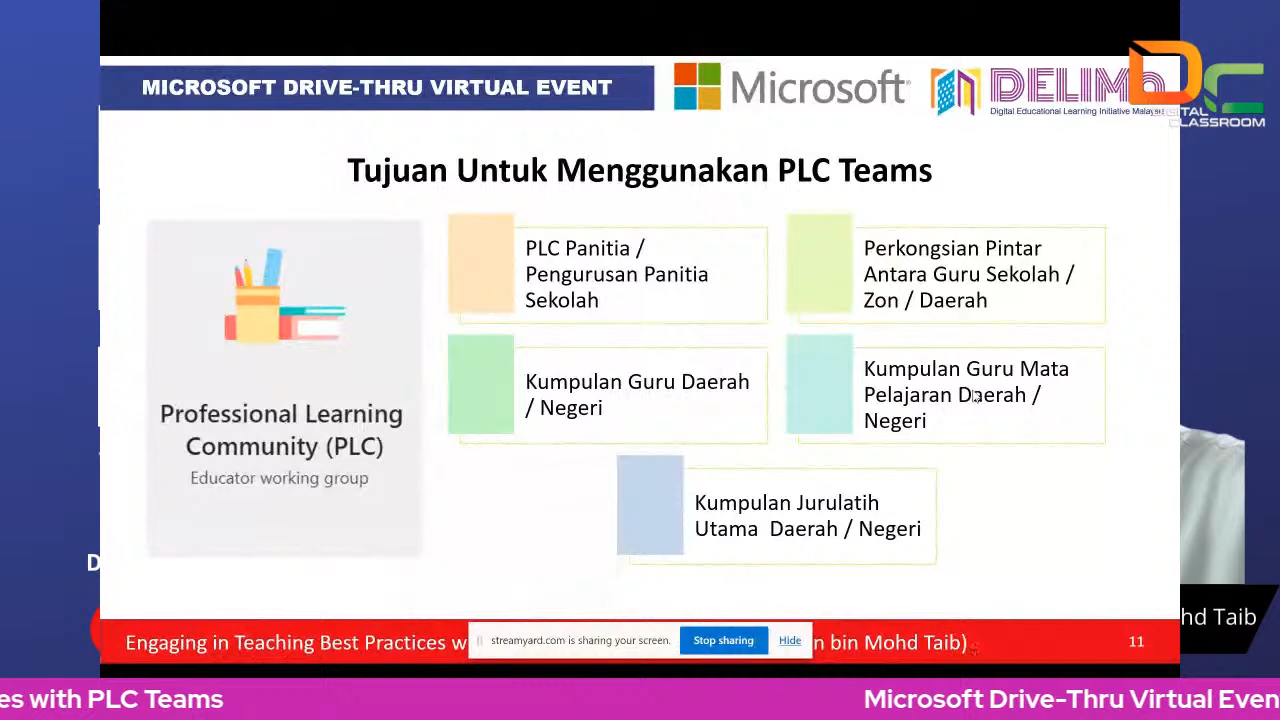 MICROSOFT DRIVE-THRU VIRTUAL EVENT
Microsoft
DELIMa
Digital Educational Learning Initiative Malaysia
DIGITAL
CLASSROOM
Tujuan Untuk Menggunakan PLC Teams
Professional Learning
Community (PLC)
Educator working group
PLC Panitia /
Pengurusan Panitia
Sekolah
Perkongsian Pintar
Antara Guru Sekolah /
Zon / Daerah
Kumpulan Guru Daerah
/ Negeri
Kumpulan Guru Mata
Pelajaran Daerah /
Negeri
Kumpulan Jurulatih
Utama Daerah / Negeri
Engaging in Teaching Best Practices w
streamyard.com is sharing your screen.
Stop sharing
Hide
n bin Mohd Taib)
11
hd Taib
es with PLC Teams
Microsoft Drive-Thru Virtual Even